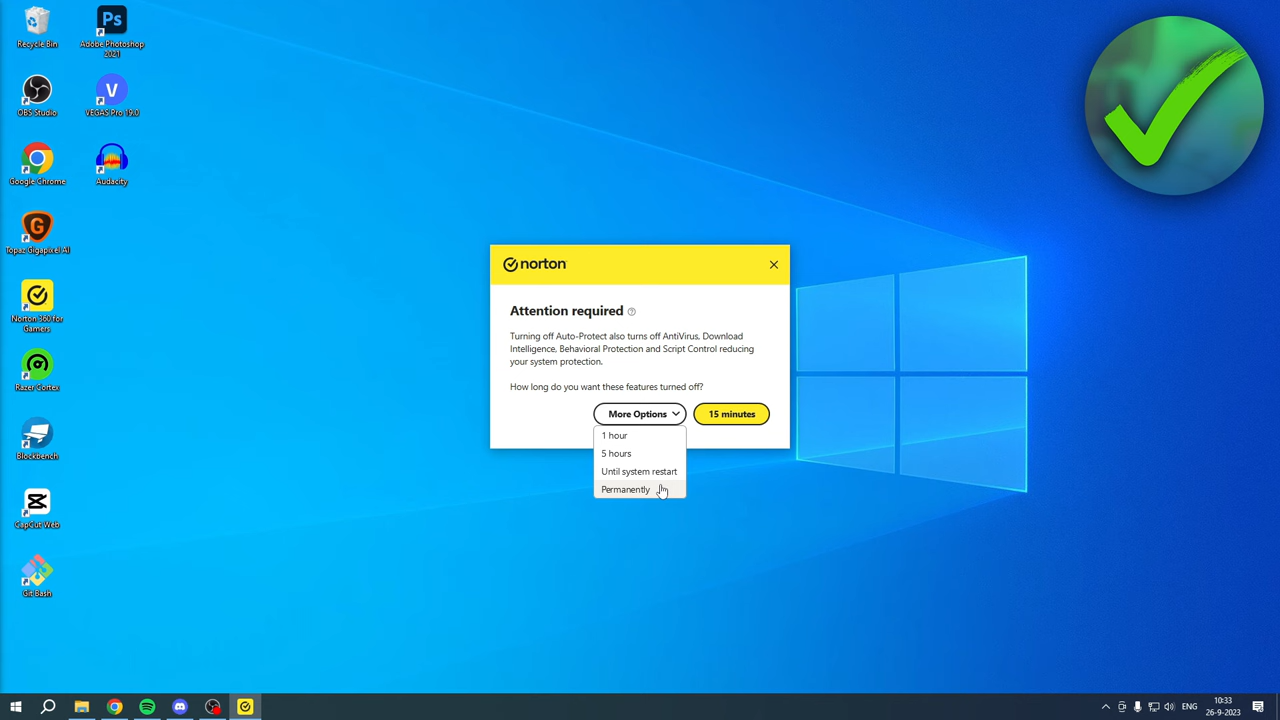 Recycle Bin
Ps
Adobe Photoshop
2021
OBS Studio
V
VEGAS Pro 19.0
Google Chrome
Audacity
G
Topaz Gigapixel AI
Norton 360 for
Gamers
Razer Cortex
Blockbench
CapCut Web
Git Bash
norton
Attention required
Turning off Auto-Protect also turns off AntiVirus, Download
Intelligence, Behavioral Protection and Script Control reducing
your system protection.
How long do you want these features turned off?
More Options
15 minutes
1 hour
5 hours
Until system restart
Permanently
ENG
10:33
26-9-2023